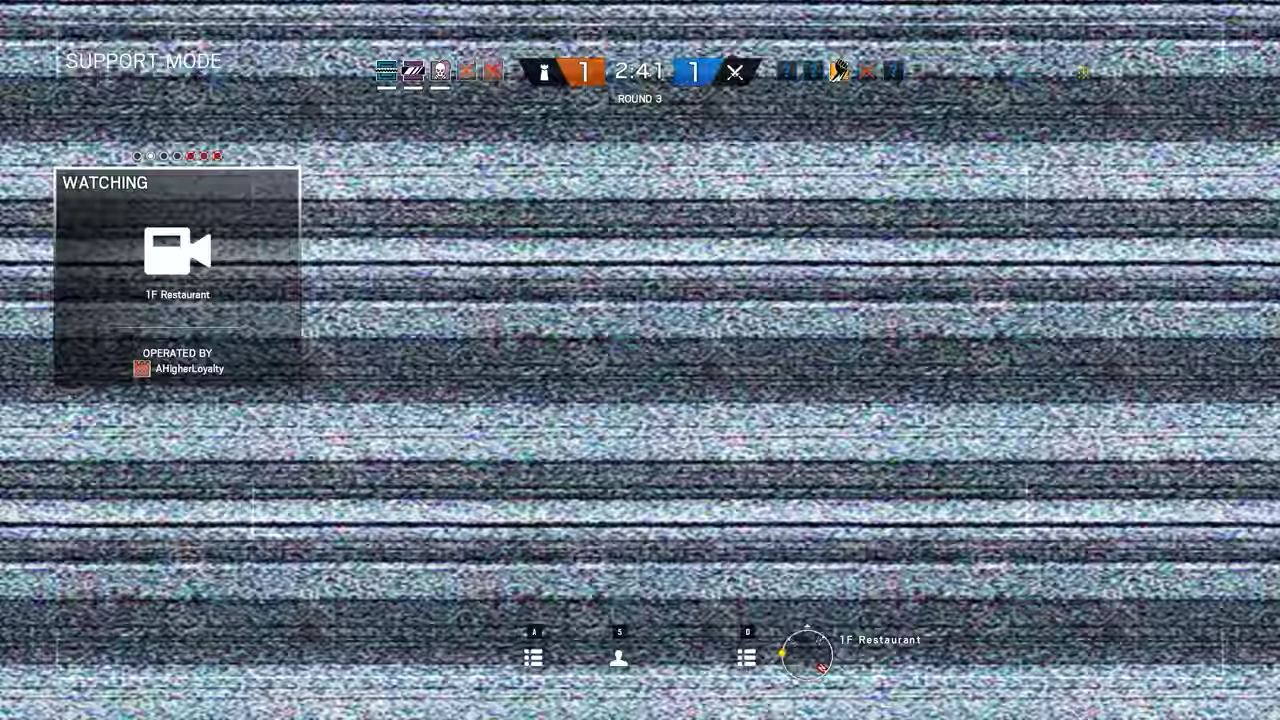 SUPPORT MODE
1 2:41 1
ROUND 3
WATCHING
1F Restaurant
OPERATED BY
AHigherLoyalty
A S D
1F Restaurant